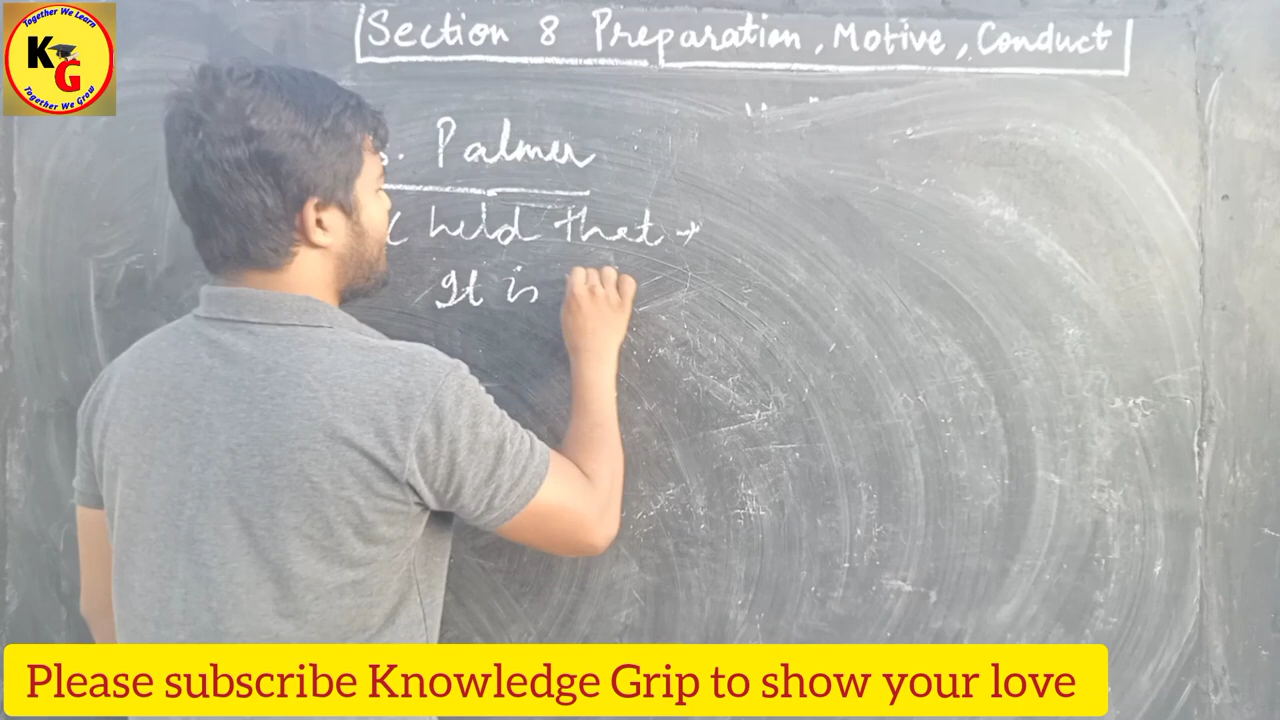 Together We Learn
KG
Together We Grow
Section 8 Preparation, Motive, Conduct
s. Palmer
C held that →
It is
Please subscribe Knowledge Grip to show your love